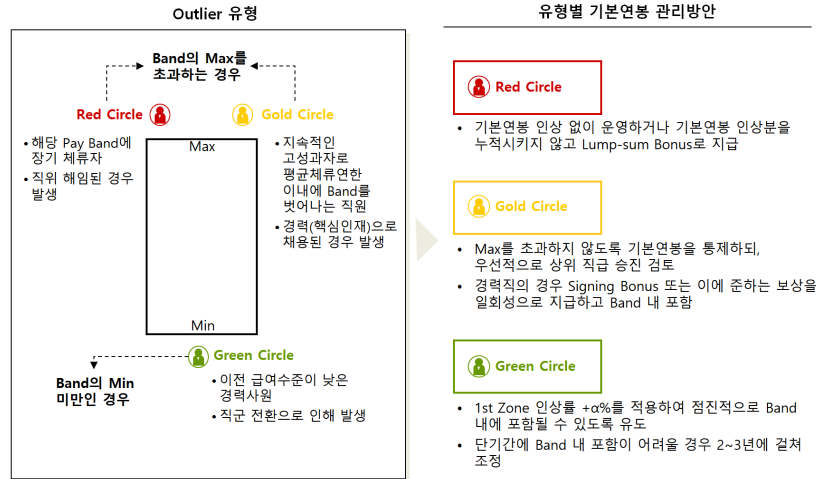 Outlier 유형
Band의 Max를
초과하는 경우
Red Circle
Gold Circle
• 해당 Pay Band에
장기 체류자
• 직위 해임된 경우
발생
Max
• 지속적인
고성과자로
평균체류연한
이내에 Band를
벗어나는 직원
• 경력(핵심인재)으로
채용된 경우 발생
Min
Green Circle
Band의 Min
미만인 경우
• 이전 급여수준이 낮은
경력사원
• 직군 전환으로 인해 발생
유형별 기본연봉 관리방안
Red Circle
• 기본연봉 인상 없이 운영하거나 기본연봉 인상분을
누적시키지 않고 Lump-sum Bonus로 지급
Gold Circle
• Max를 초과하지 않도록 기본연봉을 통제하되,
우선적으로 상위 직급 승진 검토
• 경력직의 경우 Signing Bonus 또는 이에 준하는 보상을
일회성으로 지급하고 Band 내 포함
Green Circle
• 1st Zone 인상률 +α%를 적용하여 점진적으로 Band
내에 포함될 수 있도록 유도
• 단기간에 Band 내 포함이 어려울 경우 2~3년에 걸쳐
조정